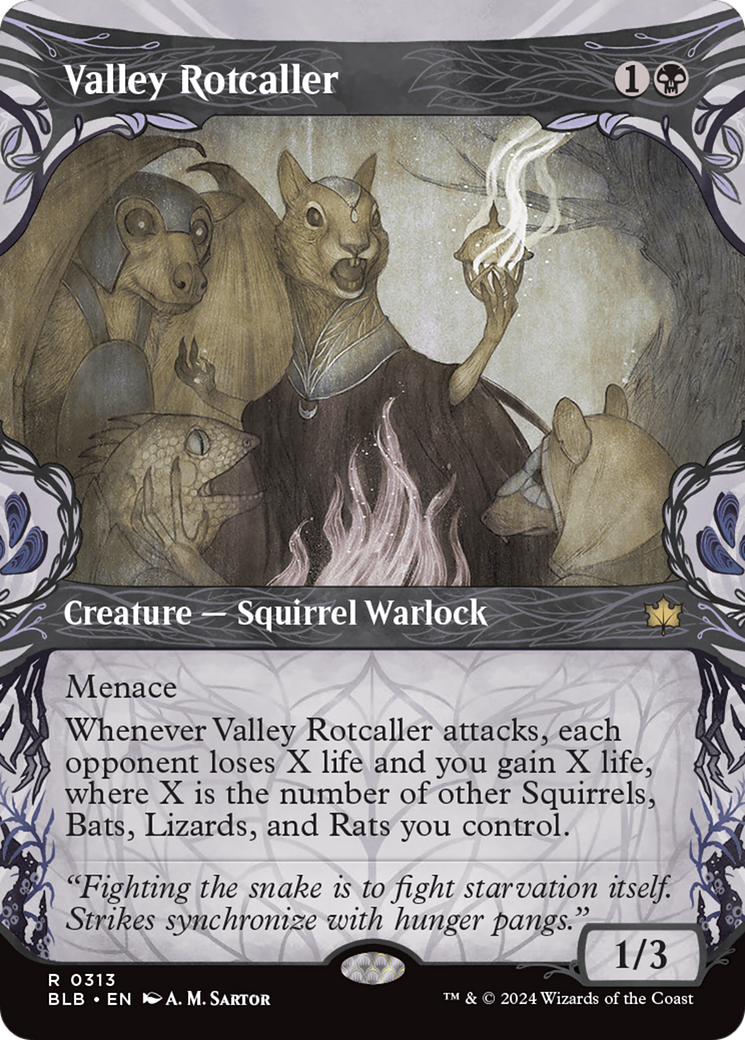 Valley Rotcaller 1
Creature — Squirrel Warlock
Menace
Whenever Valley Rotcaller attacks, each
opponent loses X life and you gain X life,
where X is the number of other Squirrels,
Bats, Lizards, and Rats you control.
“Fighting the snake is to fight starvation itself.
Strikes synchronize with hunger pangs.”
1/3
R 0313
BLB • EN A. M. Sartor ™ & © 2024 Wizards of the Coast